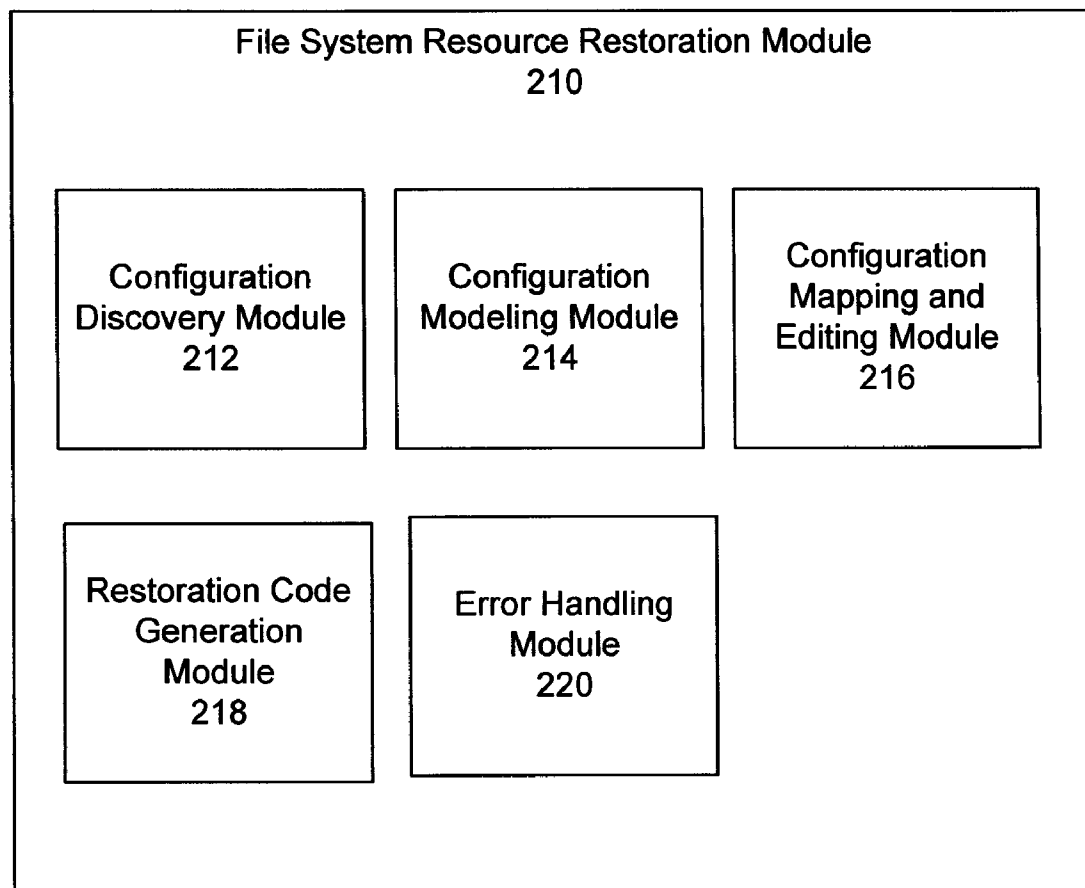 File System Resource Restoration Module
210
Configuration
Discovery Module
212
Configuration
Modeling Module
214
Configuration
Mapping and
Editing Module
216
Restoration Code
Generation
Module
218
Error Handling
Module
220